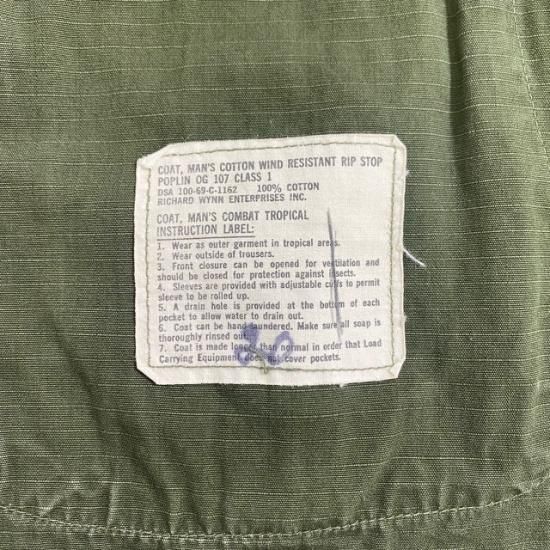 COAT, MAN'S COTTON WIND RESISTANT RIP STOP
POPLIN OG 107 CLASS 1
DSA 100-69-C-1162 100% COTTON
RICHARD WYNN ENTERPRISES INC.
COAT, MAN'S COMBAT TROPICAL
INSTRUCTION LABEL:
1. Wear as outer garment in tropical areas.
2. Wear outside of trousers.
3. Front closure can be opened for ventilation and
should be closed for protection against insects.
4. Sleeves are provided with adjustable cuffs to permit
sleeve to be rolled up.
5. A drain hole is provided at the bottom of each
pocket to allow water to drain out.
6. Coat can be hand laundered. Make sure all soap is
thoroughly rinsed out.
7. Coat is made longer than normal in order that Load
Carrying Equipment does not cover pockets.